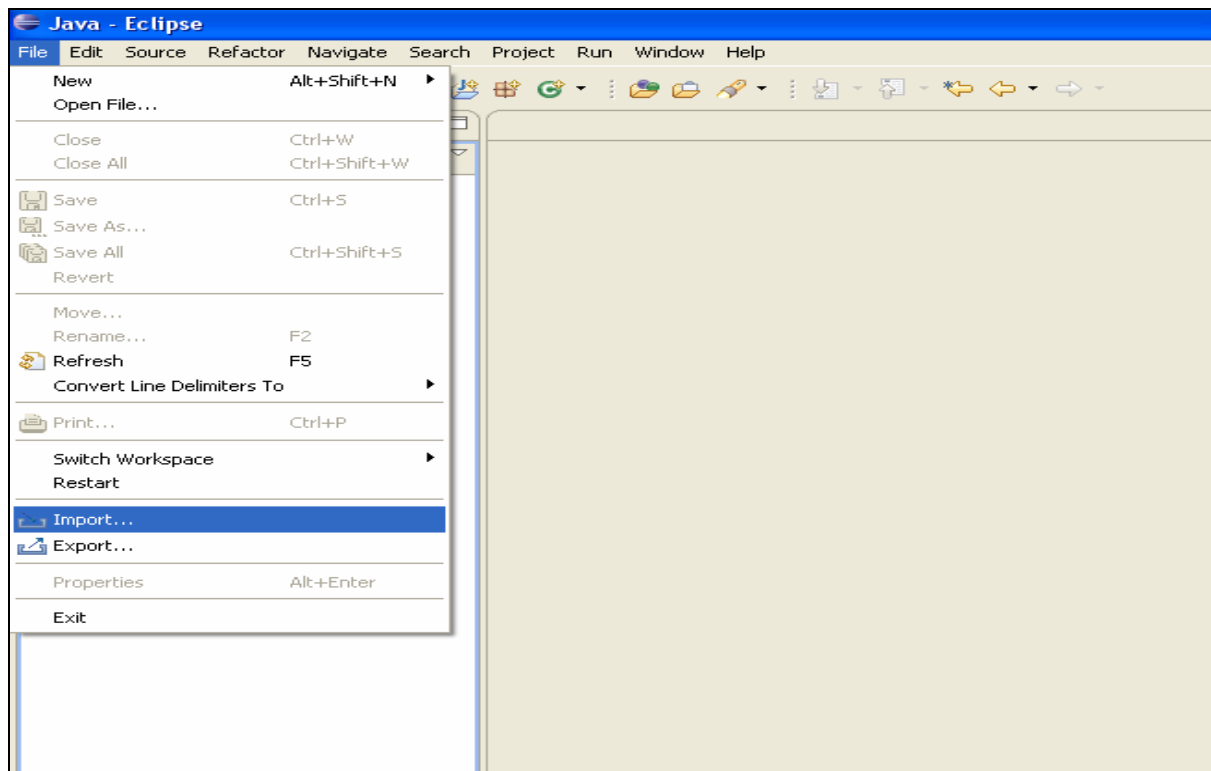 Java - Eclipse
File Edit Source Refactor Navigate Search Project Run Window Help
New Alt+Shift+N
Open File...
Close Ctrl+W
Close All Ctrl+Shift+W
Save Ctrl+S
Save As...
Save All Ctrl+Shift+S
Revert
Move...
Rename... F2
Refresh F5
Convert Line Delimiters To
Print... Ctrl+P
Switch Workspace
Restart
Import...
Export...
Properties Alt+Enter
Exit